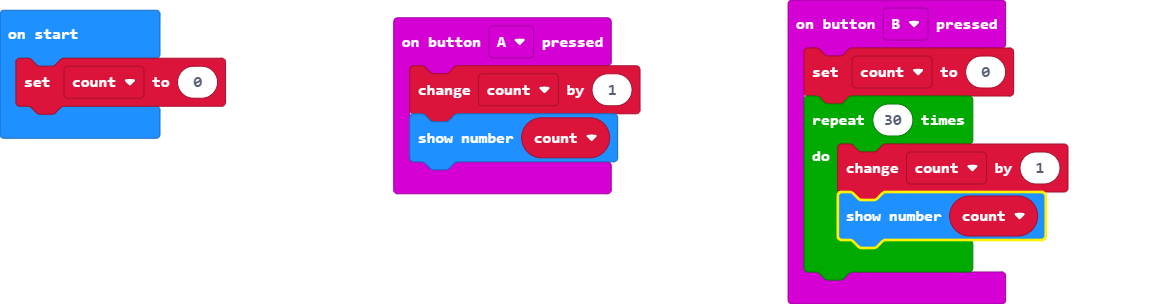 on start
set count to 0
on button A pressed
change count by 1
show number count
on button B pressed
set count to 0
repeat 30 times
do
change count by 1
show number count